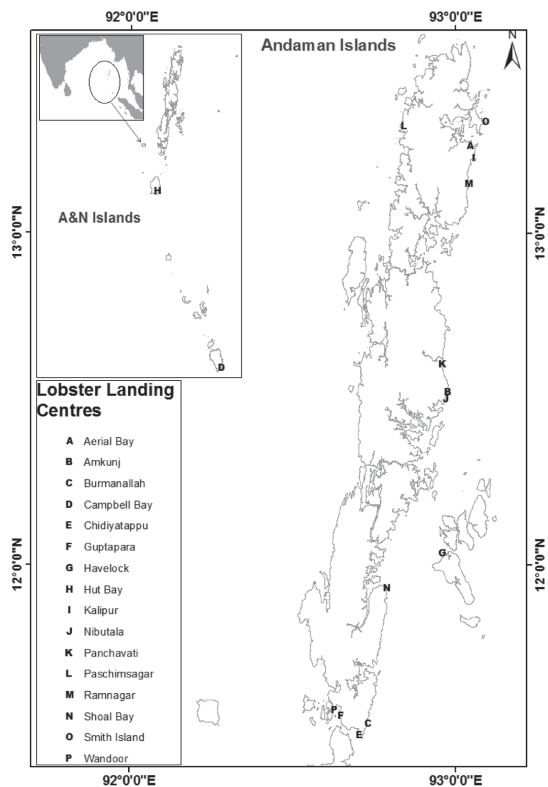 92°0'0"E
93°0'0"E
Andaman Islands
N
L
O
A
I
M
H
A&N Islands
13°0'0"N
13°0'0"N
D
K
B
J
Lobster Landing
Centres
A Aerial Bay
B Amkunj
C Burmanallah
D Campbell Bay
E Chidiyatappu
F Guptapara
G Havelock
H Hut Bay
I Kalipur
J Nibutala
K Panchavati
L Paschimsagar
M Ramnagar
N Shoal Bay
O Smith Island
P Wandoor
G
12°0'0"N
12°0'0"N
N
P
F
C
E
92°0'0"E
93°0'0"E